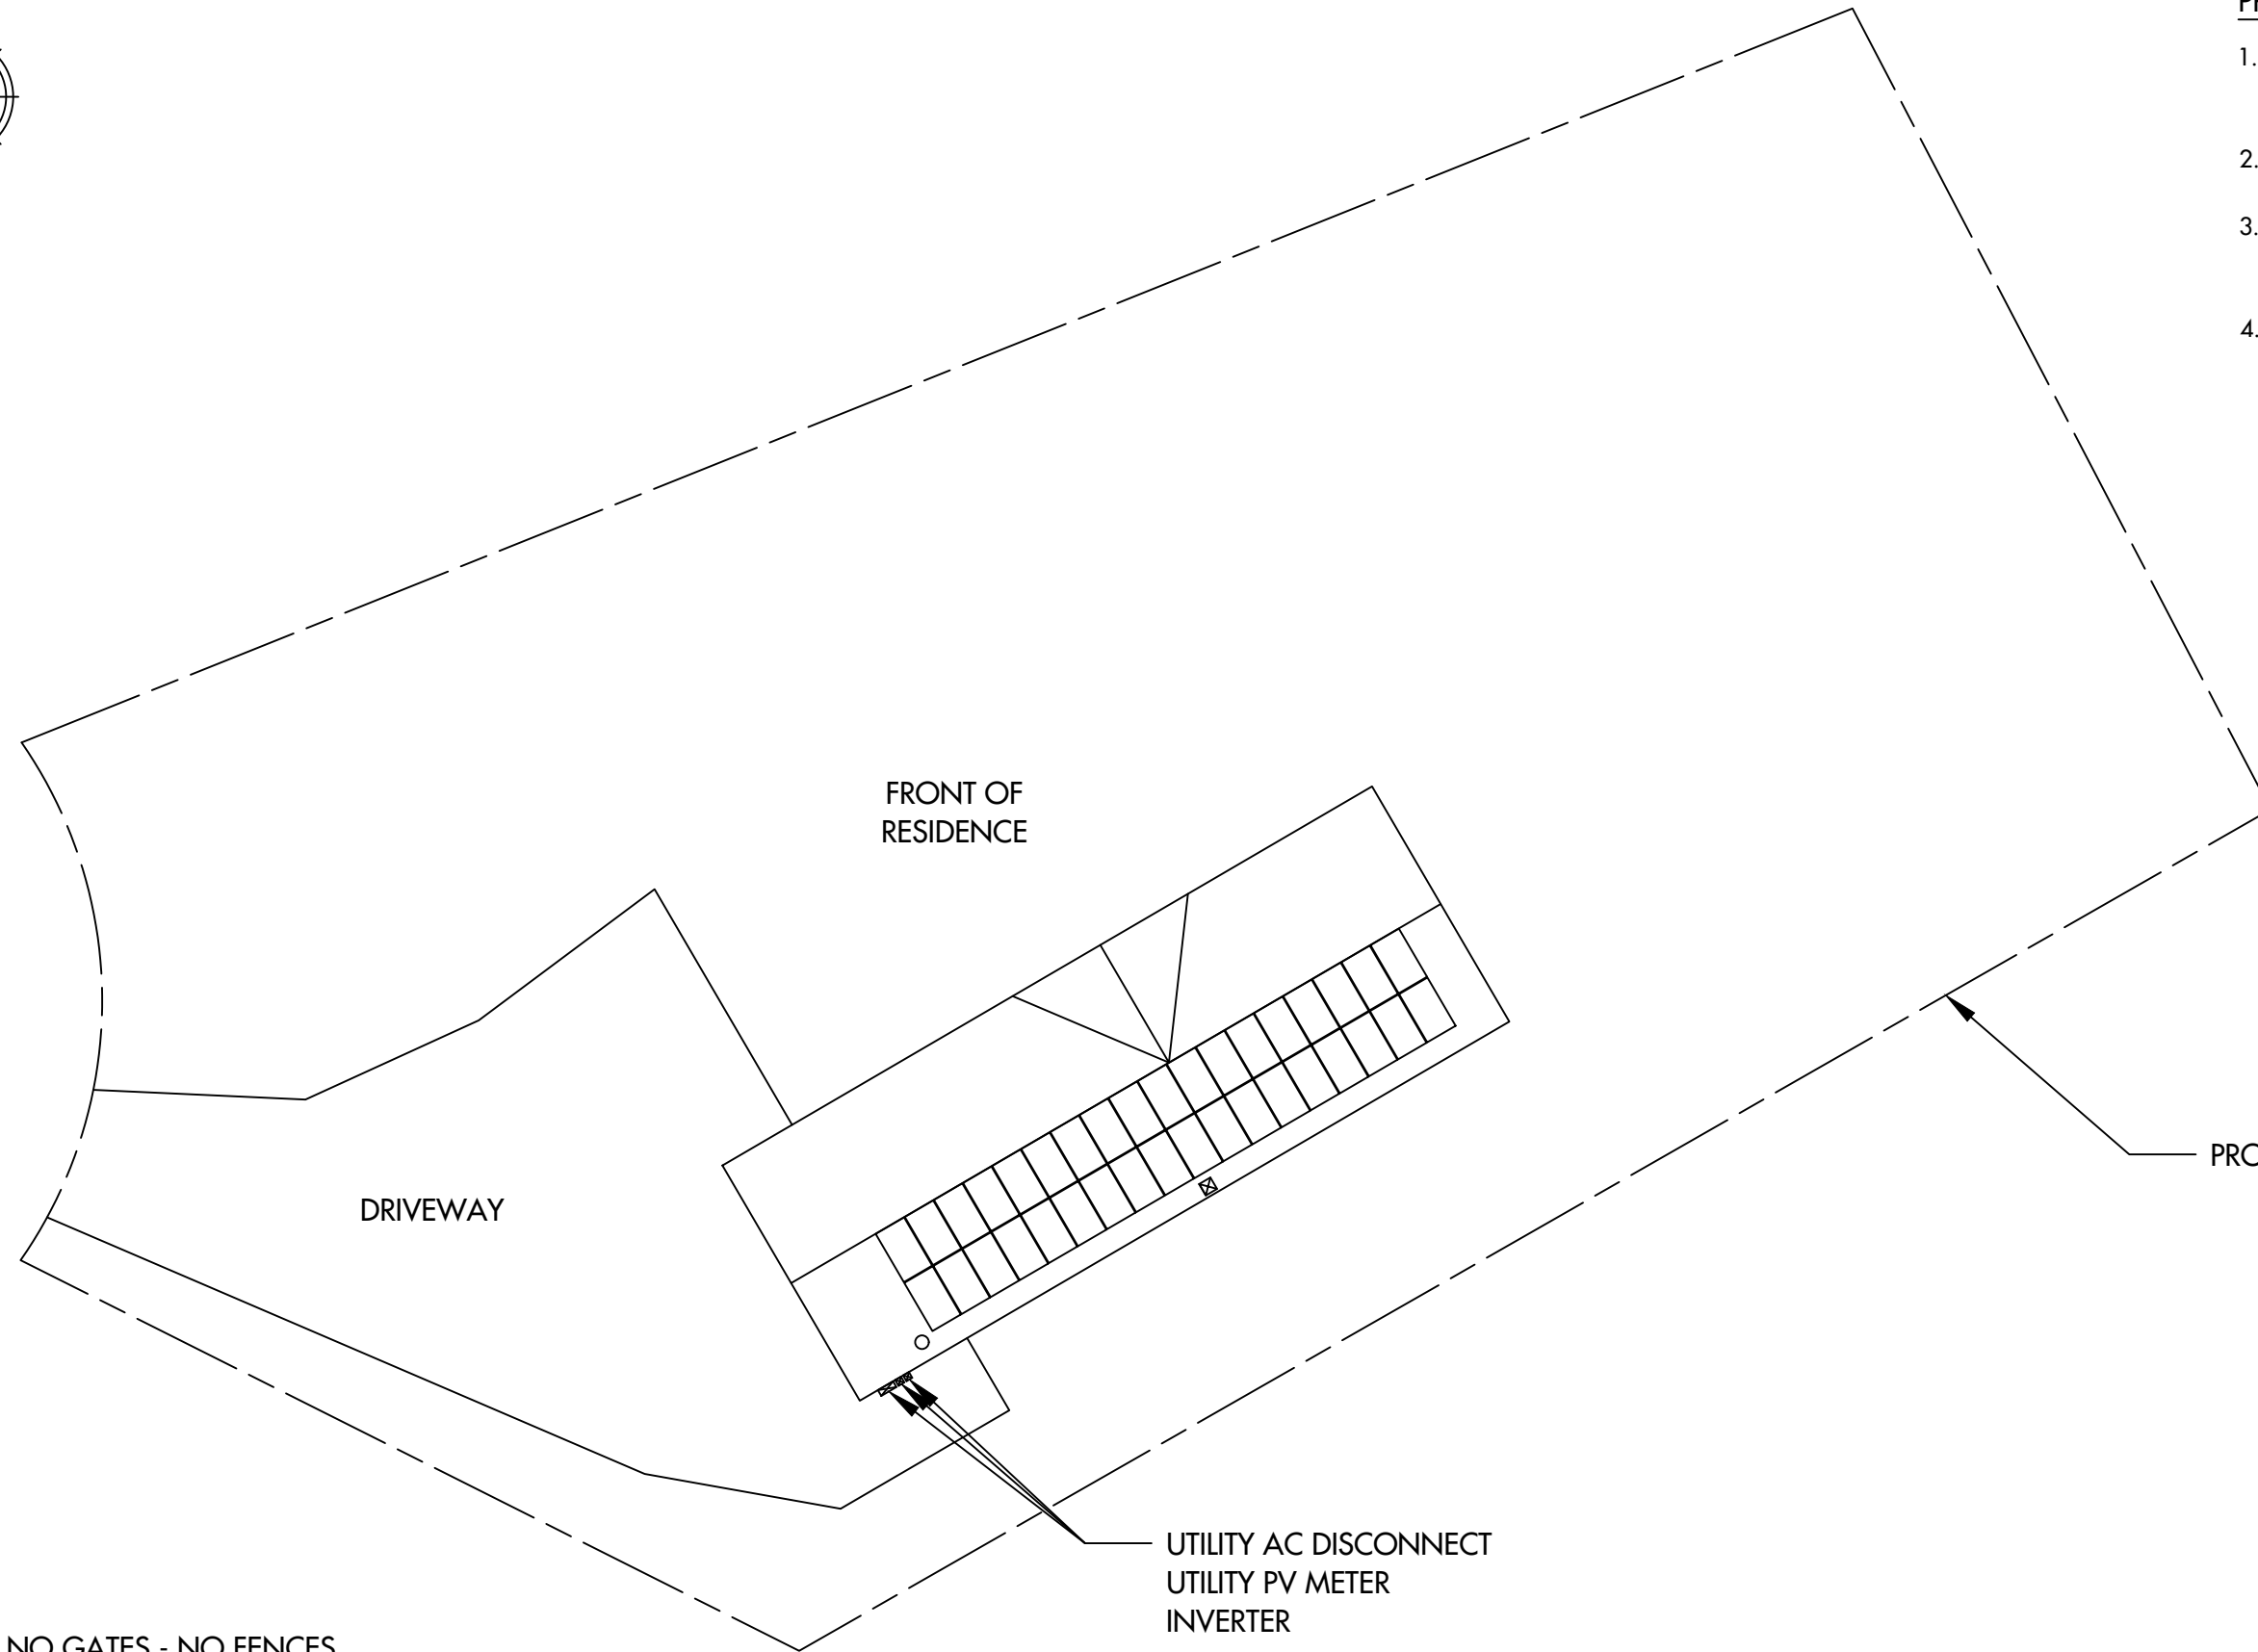 1.
2.
3.
4.
FRONT OF
RESIDENCE
DRIVEWAY
UTILITY AC DISCONNECT
UTILITY PV METER
INVERTER
NO GATES - NO FENCES